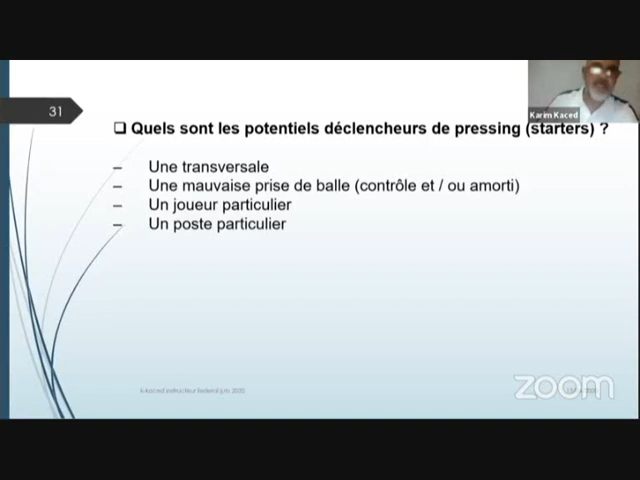 Karim Kaced
31
❑ Quels sont les potentiels déclencheurs de pressing (starters) ?
– Une transversale
– Une mauvaise prise de balle (contrôle et / ou amorti)
– Un joueur particulier
– Un poste particulier
zoom